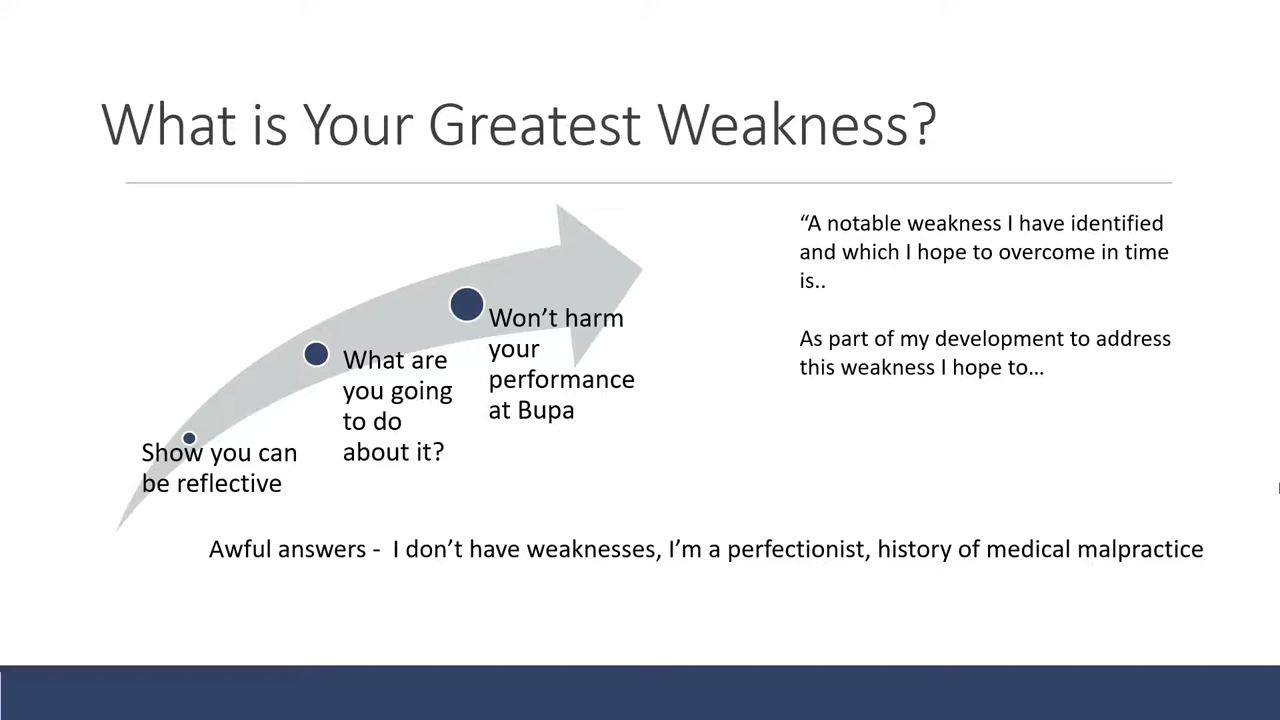 What is Your Greatest Weakness?
Show you can
be reflective
What are
you going
to do
about it?
Won’t harm
your
performance
at Bupa
“A notable weakness I have identified
and which I hope to overcome in time
is..
As part of my development to address
this weakness I hope to…
Awful answers -  I don’t have weaknesses, I’m a perfectionist, history of medical malpractice